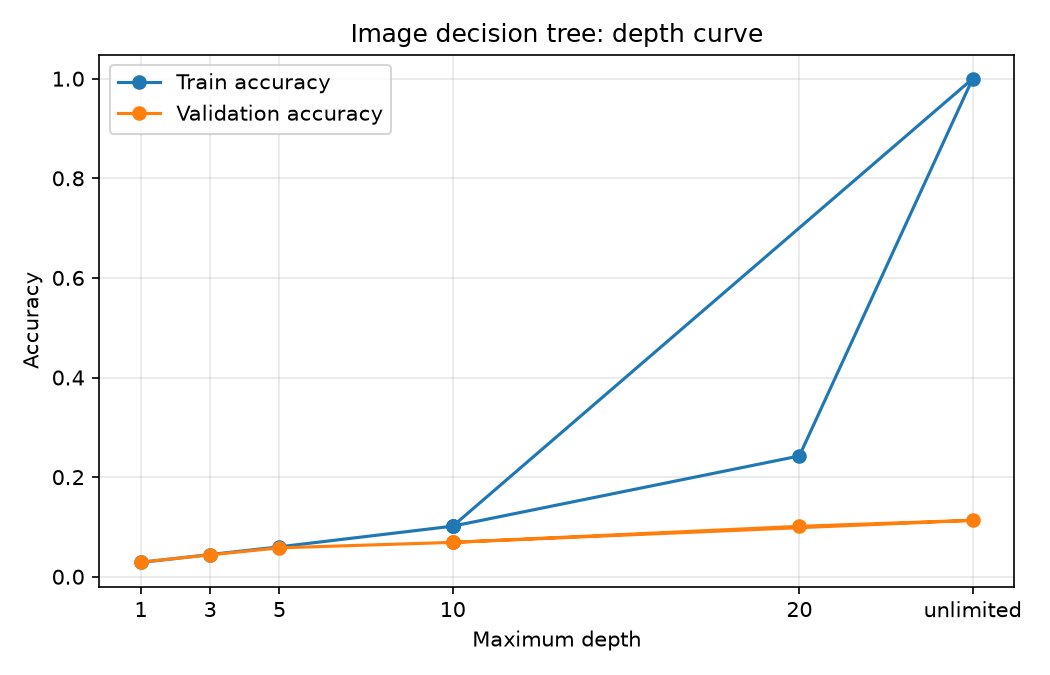 Image decision tree: depth curve
Train accuracy
Validation accuracy
1.0
0.8
0.6
0.4
0.2
0.0
Accuracy
1 3 5 10 20 unlimited
Maximum depth